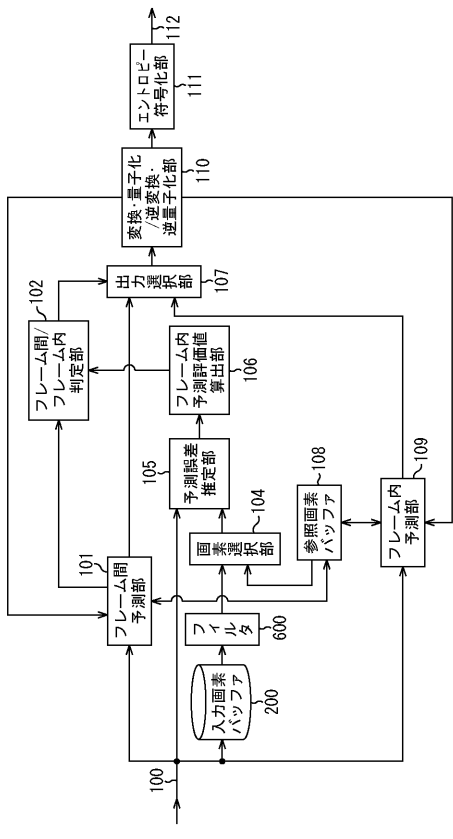 100
入力画素
バッファ
200
フィルタ
600
フレーム間
予測部
101
画素
選択
部
104
予測誤差
推定部
105
参照画素
バッファ
108
フレーム内
予測部
109
フレーム間/
フレーム内
判定部
102
フレーム内
予測評価値
算出部
106
出力
選択
部
107
変換・量子化
/逆変換・
逆量子化部
110
エントロピー
符号化部
111
112